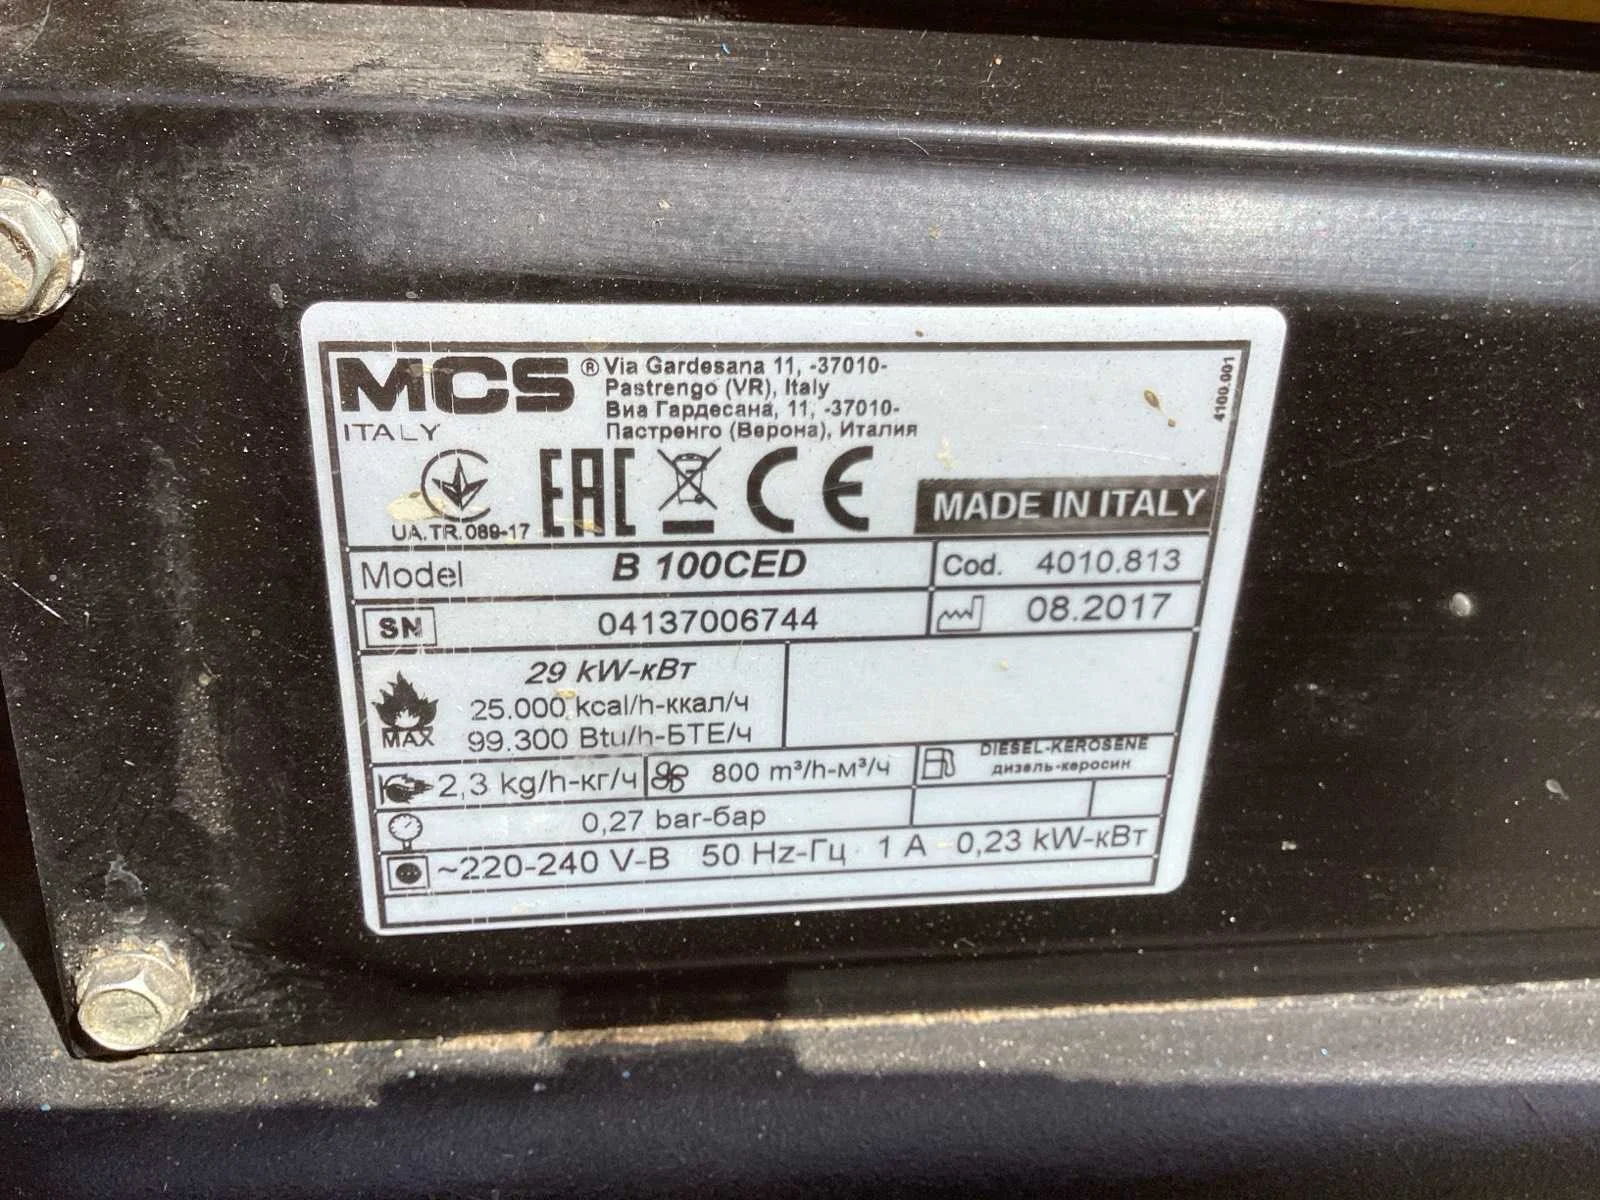 MCS ® Via Gardesana 11, -37010-
Pastrengo (VR), Italy
Виа Гардесана, 11, -37010-
Пастренго (Верона), Италия
ITALY
4100.001
UA.TR.089-17
EAC
CE
MADE IN ITALY
Model B 100CED Cod. 4010.813
SN 04137006744 08.2017
29 kW-кВт
25.000 kcal/h-ккал/ч
99.300 Btu/h-БТЕ/ч
MAX
2,3 kg/h-кг/ч 800 m³/h-м³/ч
DIESEL-KEROSENE
дизель-керосин
0,27 bar-бар
~220-240 V-В 50 Hz-Гц 1 A 0,23 kW-кВт